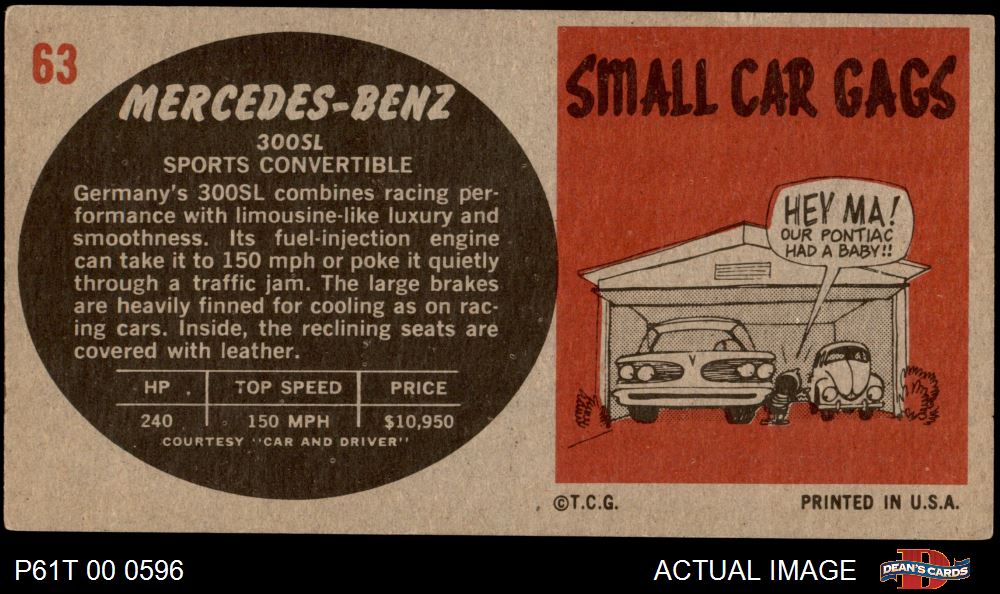 63
MERCEDES-BENZ
300SL
SPORTS CONVERTIBLE
Germany's 300SL combines racing per-
formance with limousine-like luxury and
smoothness. Its fuel-injection engine
can take it to 150 mph or poke it quietly
through a traffic jam. The large brakes
are heavily finned for cooling as on rac-
ing cars. Inside, the reclining seats are
covered with leather.
HP TOP SPEED PRICE
240 150 MPH $10,950
COURTESY "CAR AND DRIVER"
SMALL CAR GAGS
HEY MA!
OUR PONTIAC
HAD A BABY!!
©T.C.G. PRINTED IN U.S.A.
P61T 00 0596 ACTUAL IMAGE
D
DEAN'S CARDS